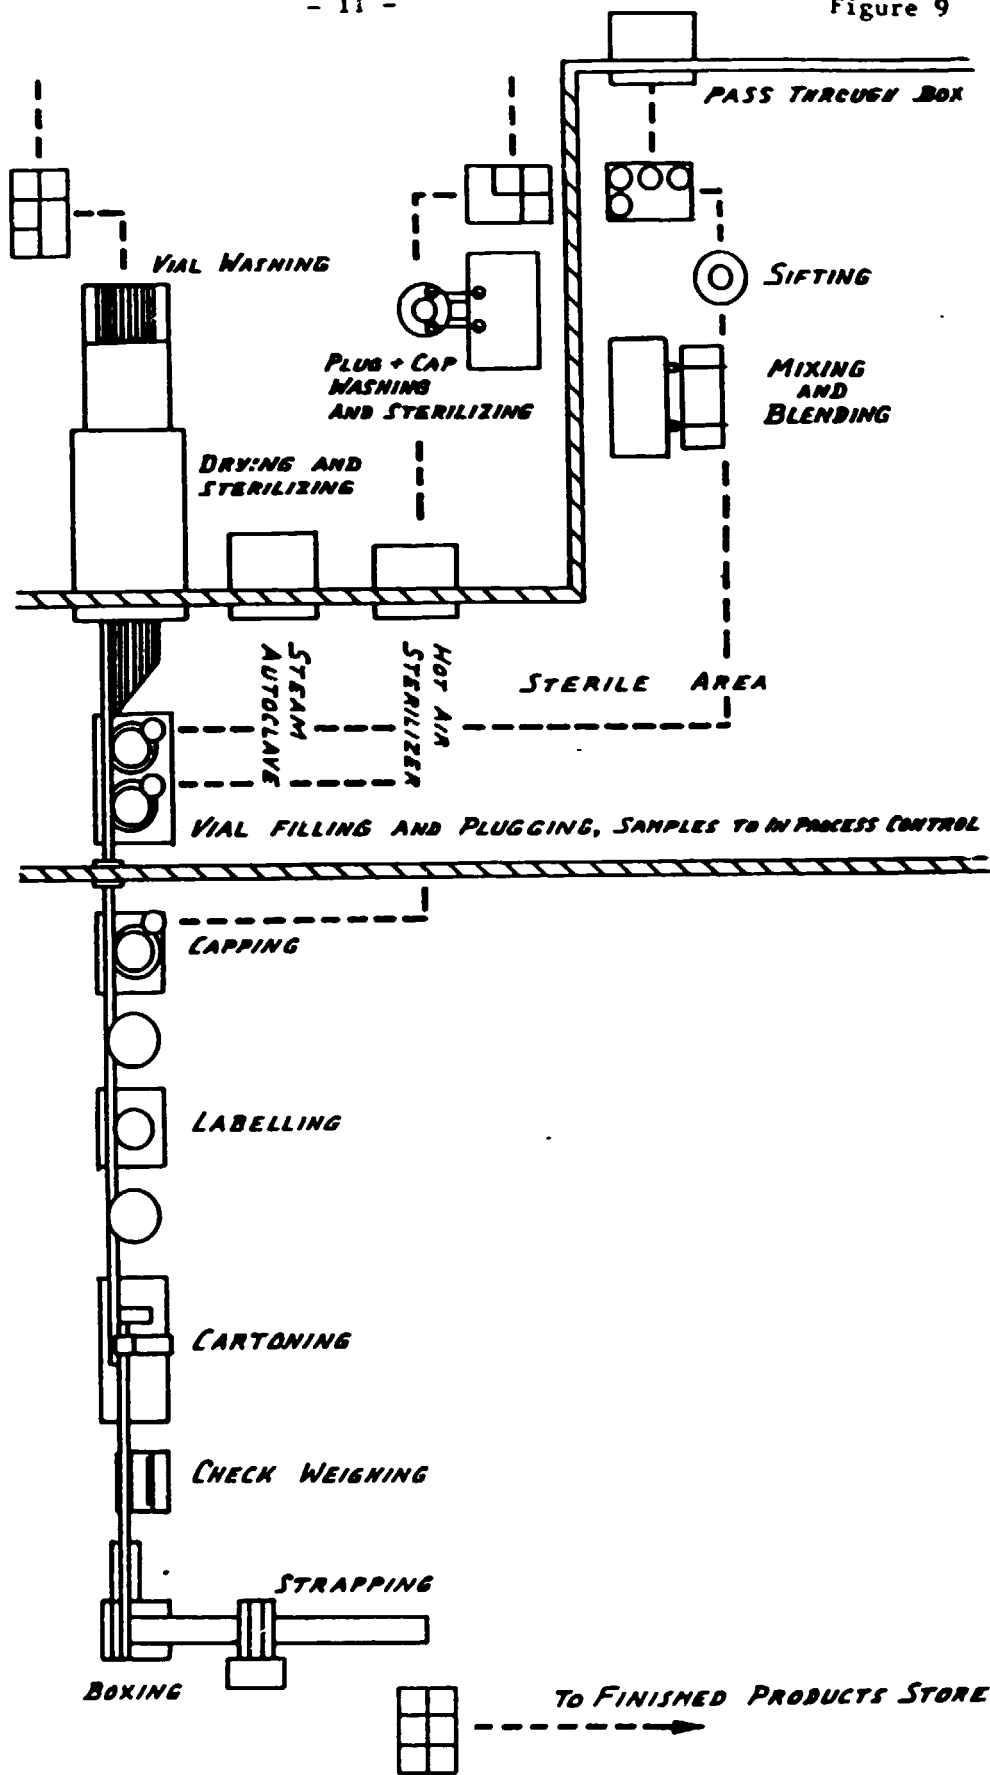 - 11 -
Figure 9
PASS THROUGH BOX
VIAL WASHING
SIFTING
PLUG + CAP
WASHING
AND STERILIZING
MIXING
AND
BLENDING
DRYING AND
STERILIZING
STEAM
AUTOCLAVE
HOT AIR
STERILIZER
STERILE AREA
VIAL FILLING AND PLUGGING, SAMPLES TO IN PROCESS CONTROL
CAPPING
LABELLING
CARTONING
CHECK WEIGHING
STRAPPING
BOXING
TO FINISHED PRODUCTS STORE